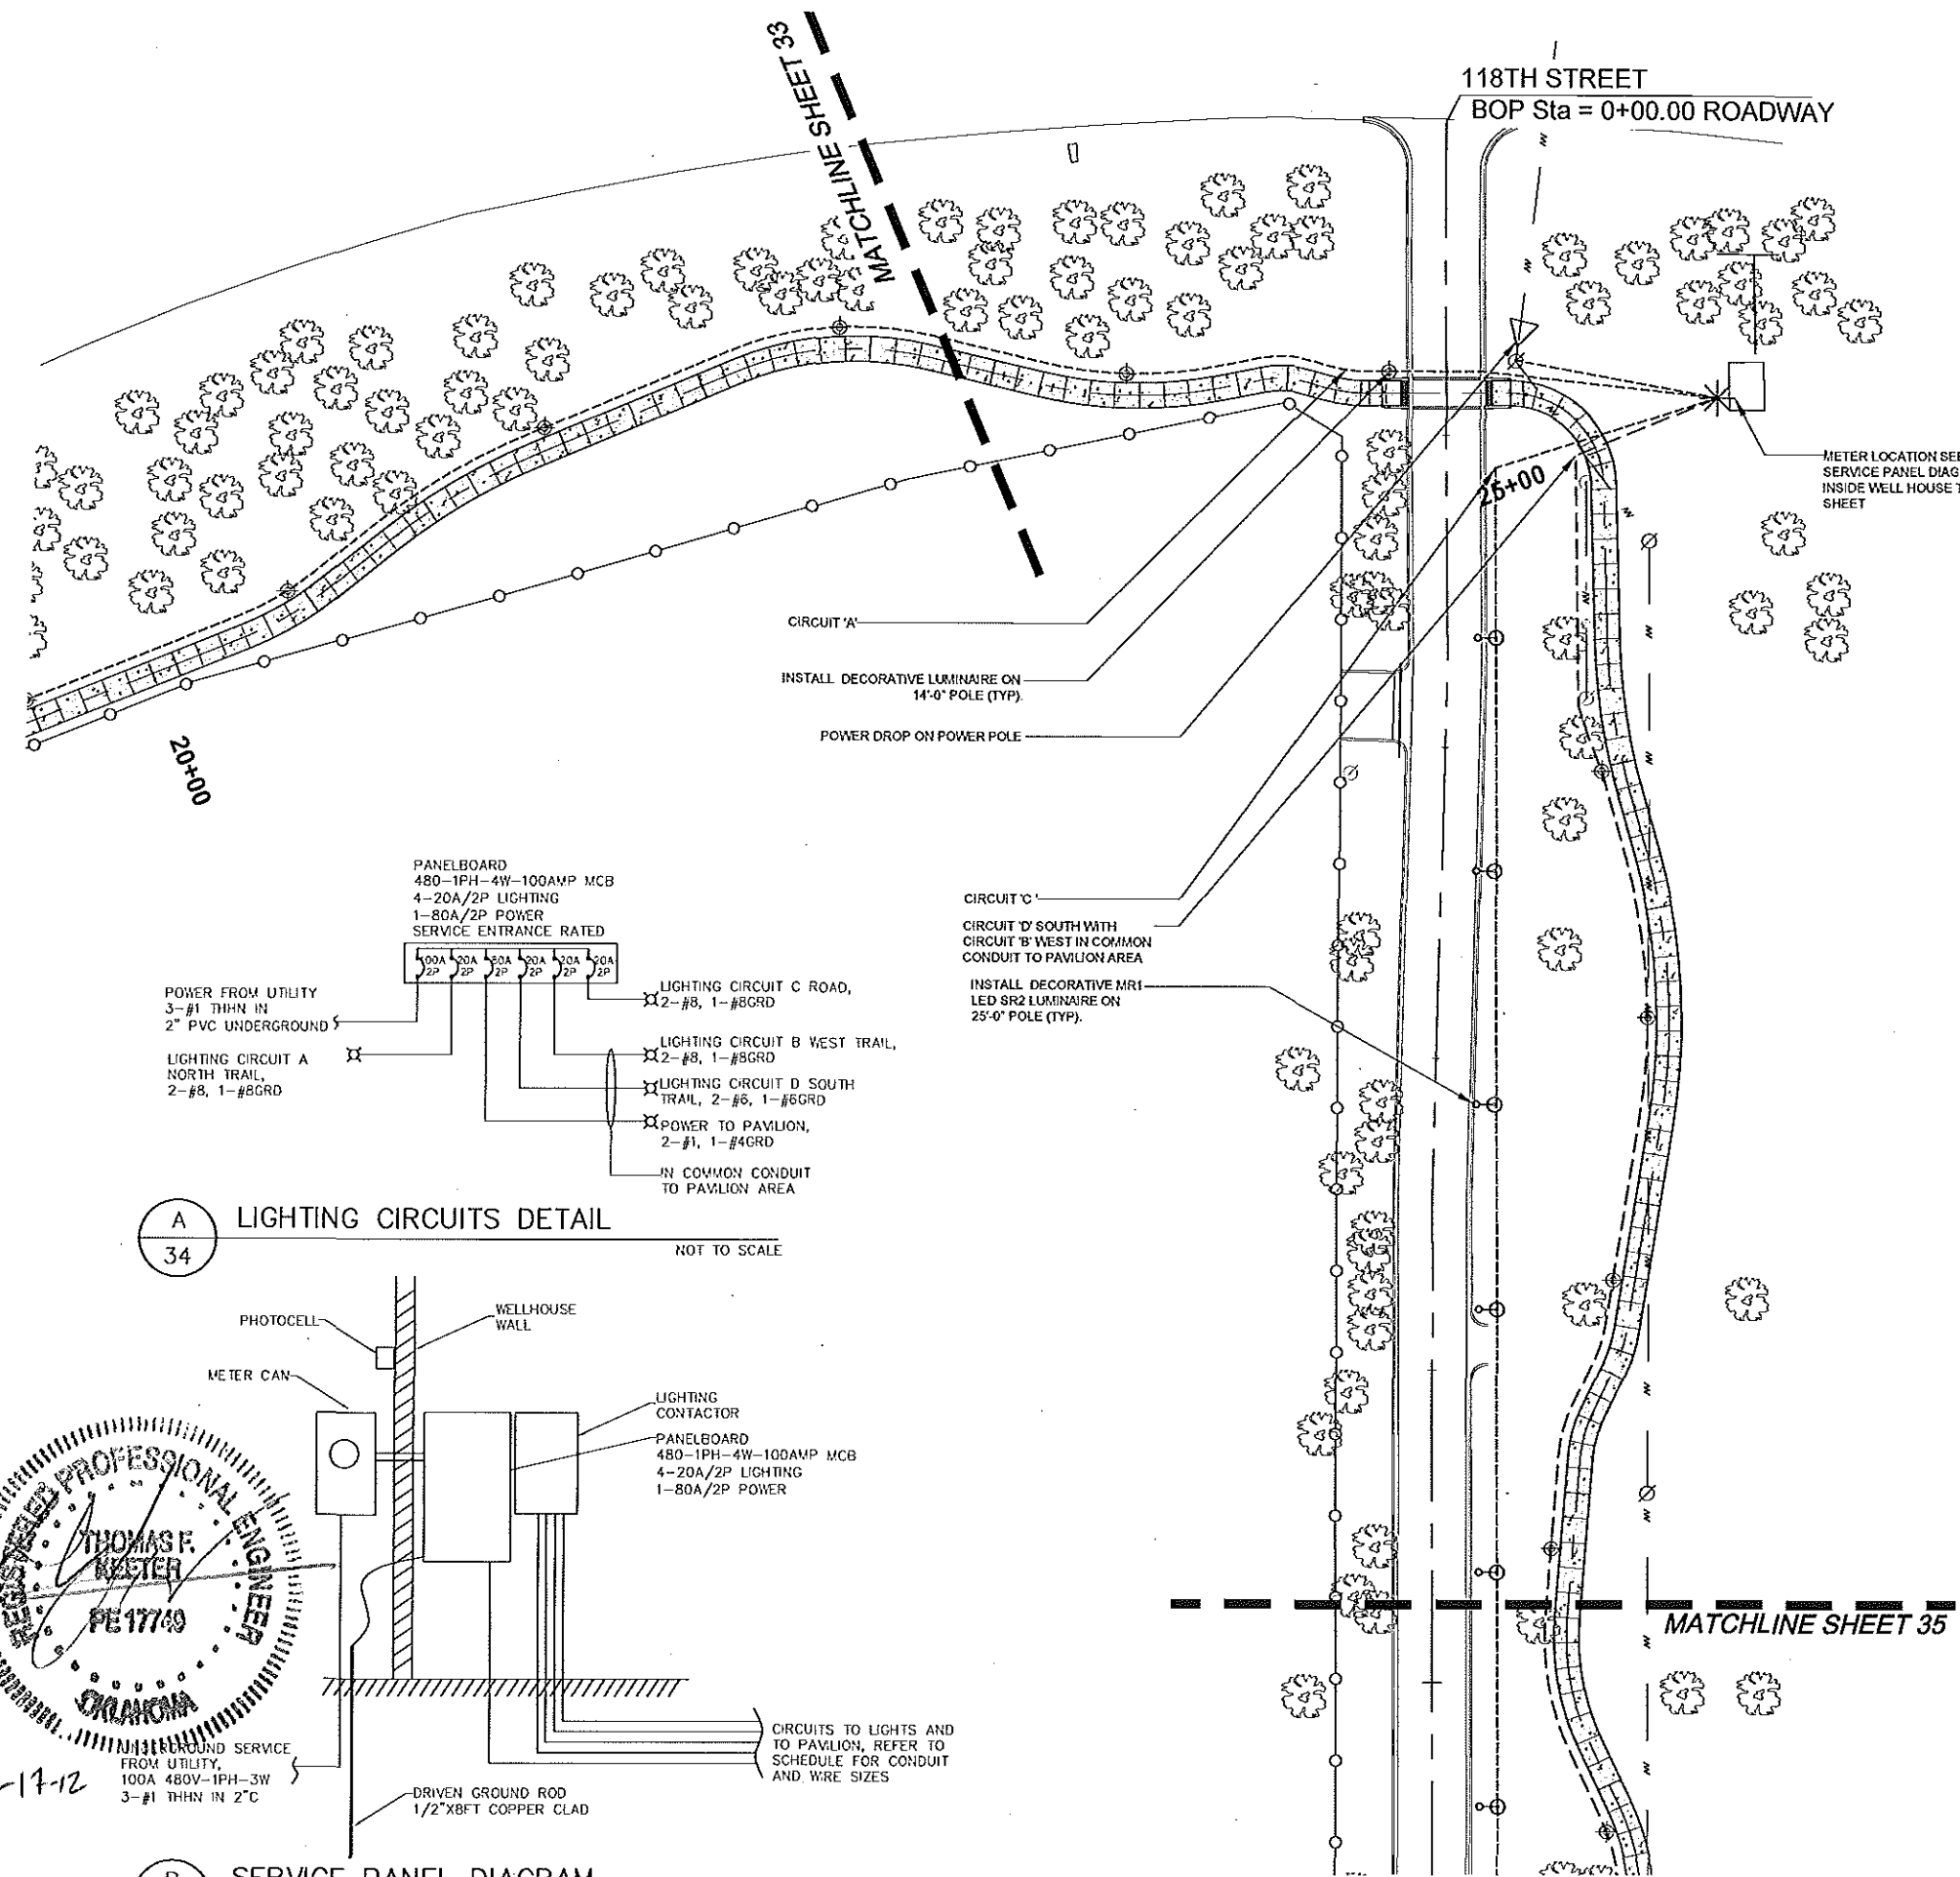 MATCHLINE SHEET 33
118TH STREET
BOP Sta = 0+00.00 ROADWAY
25+00
METER LOCATION SEE
SERVICE PANEL DIAG
INSIDE WELL HOUSE T
SHEET
CIRCUIT 'A'
INSTALL DECORATIVE LUMINAIRE ON
14'-0" POLE (TYP).
POWER DROP ON POWER POLE
20+00
CIRCUIT 'C'
CIRCUIT 'D' SOUTH WITH
CIRCUIT 'B' WEST IN COMMON
CONDUIT TO PAVILION AREA
INSTALL DECORATIVE MR1
LED SR2 LUMINAIRE ON
25'-0" POLE (TYP).
PANELBOARD
480-1PH-4W-100AMP MCB
4-20A/2P LIGHTING
1-80A/2P POWER
SERVICE ENTRANCE RATED
100A 20A 80A 20A 20A 20A
2P 2P 2P 2P 2P 2P
POWER FROM UTILITY
3-#1 THHN IN
2" PVC UNDERGROUND
LIGHTING CIRCUIT A
NORTH TRAIL,
2-#8, 1-#8GRD
LIGHTING CIRCUIT C ROAD,
2-#8, 1-#8GRD
LIGHTING CIRCUIT B WEST TRAIL,
2-#8, 1-#8GRD
LIGHTING CIRCUIT D SOUTH
TRAIL, 2-#6, 1-#6GRD
POWER TO PAVILION,
2-#1, 1-#4GRD
IN COMMON CONDUIT
TO PAVILION AREA
A
34
LIGHTING CIRCUITS DETAIL
NOT TO SCALE
PHOTOCELL
WELLHOUSE
WALL
METER CAN
LIGHTING
CONTACTOR
PANELBOARD
480-1PH-4W-100AMP MCB
4-20A/2P LIGHTING
1-80A/2P POWER
REGISTERED PROFESSIONAL ENGINEER
THOMAS F.
KEETER
PE 17749
OKLAHOMA
-17-12
UNDERGROUND SERVICE
FROM UTILITY,
100A 480V-1PH-3W
3-#1 THHN IN 2"C
DRIVEN GROUND ROD
1/2"X8FT COPPER CLAD
CIRCUITS TO LIGHTS AND
TO PAVILION, REFER TO
SCHEDULE FOR CONDUIT
AND WIRE SIZES
MATCHLINE SHEET 35
B
SERVICE PANEL DIAGRAM